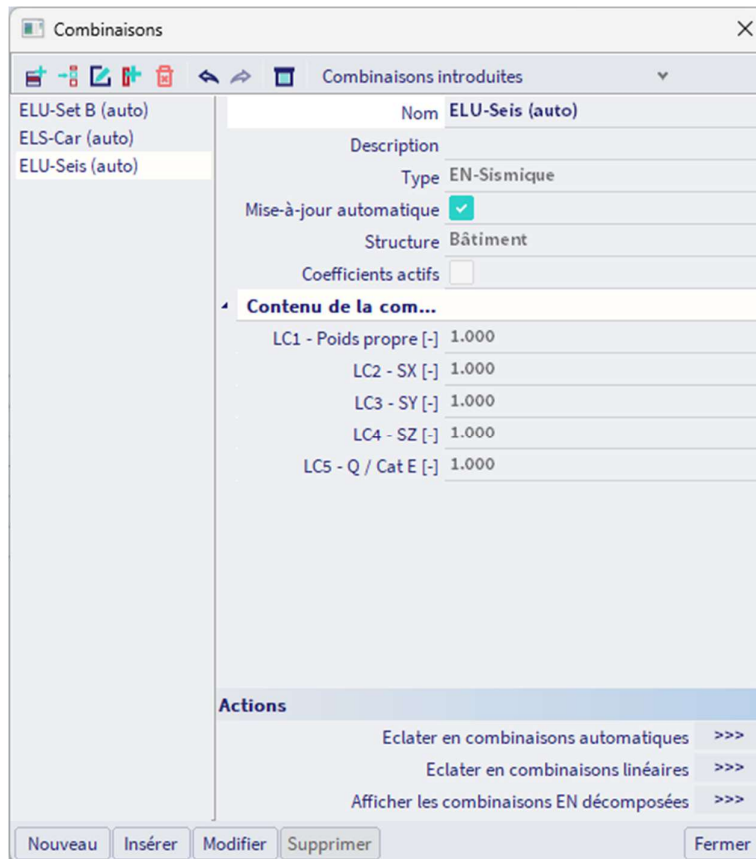 Combinaisons
Combinaisons introduites
ELU-Set B (auto)
ELS-Car (auto)
ELU-Seis (auto)
Nom ELU-Seis (auto)
Description
Type EN-Sismique
Mise-à-jour automatique
Structure Bâtiment
Coefficients actifs
Contenu de la com...
LC1 - Poids propre [-] 1.000
LC2 - SX [-] 1.000
LC3 - SY [-] 1.000
LC4 - SZ [-] 1.000
LC5 - Q / Cat E [-] 1.000
Actions
Eclater en combinaisons automatiques >>>
Eclater en combinaisons linéaires >>>
Afficher les combinaisons EN décomposées >>>
Nouveau Insérer Modifier Supprimer Fermer